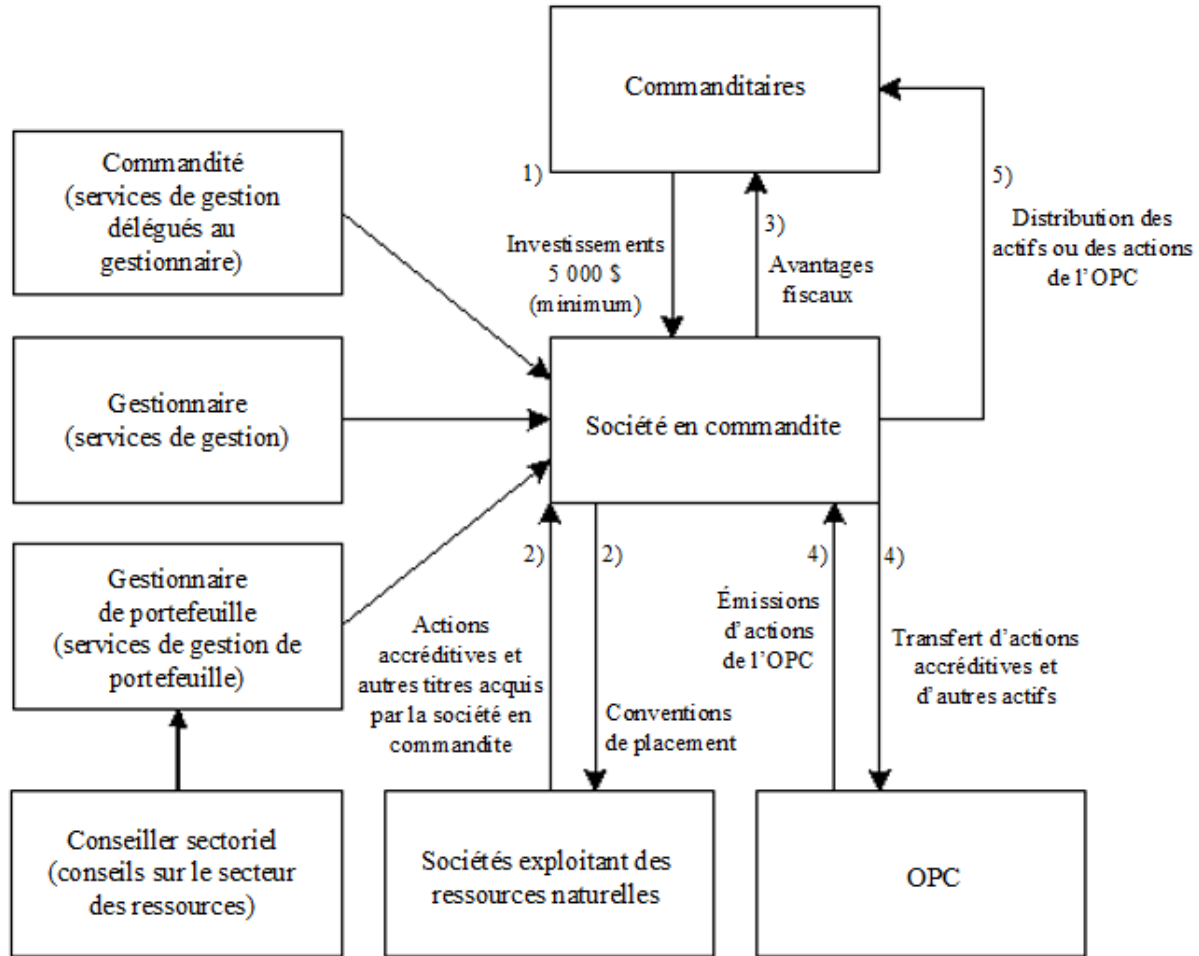 Commanditaires
Commandité
(services de gestion
délégués au
gestionnaire)
1)
Investissements
5 000 $
(minimum)
3)
Avantages
fiscaux
5)
Distribution des
actifs ou des actions
de l’OPC
Gestionnaire
(services de gestion)
Société en commandite
Gestionnaire
de portefeuille
(services de gestion de
portefeuille)
2)
Actions
accréditives et
autres titres acquis
par la société en
commandite
2)
Conventions
de placement
4)
Émissions
d’actions
de l’OPC
4)
Transfert d’actions
accréditives et
d’autres actifs
Conseiller sectoriel
(conseils sur le secteur
des ressources)
Sociétés exploitant des
ressources naturelles
OPC